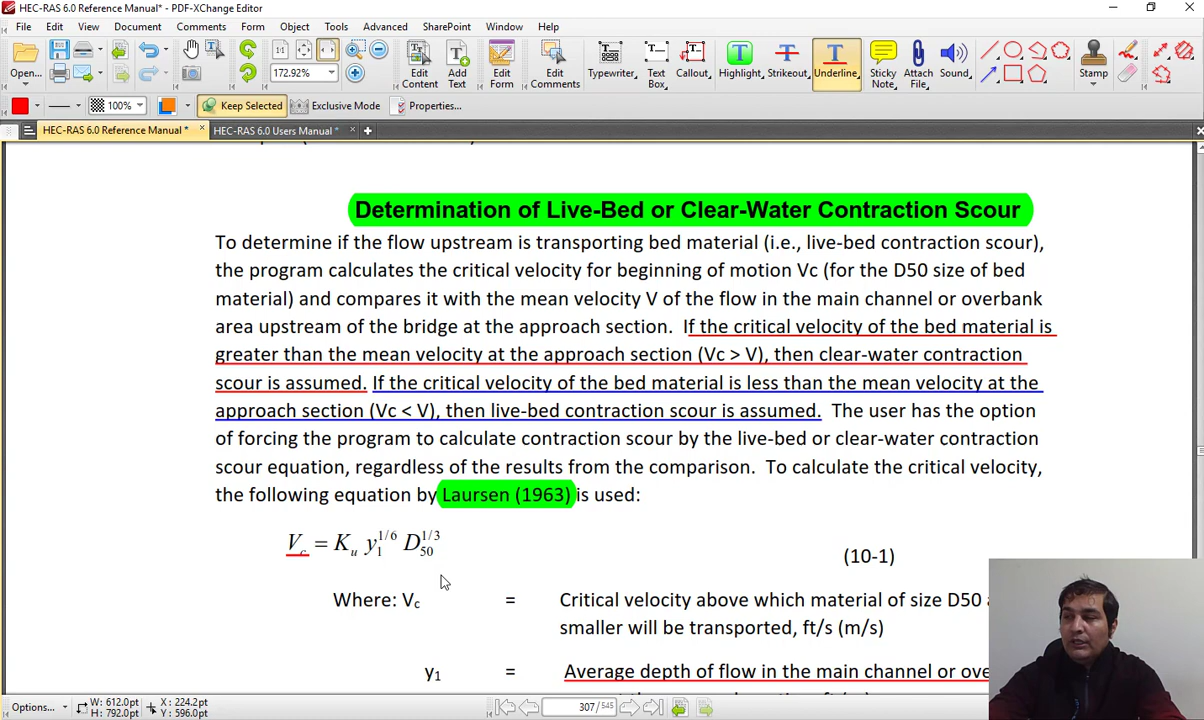 HEC-RAS 6.0 Reference Manual* - PDF-XChange Editor
File Edit View Document Comments Form HEC Tools Advanced SharePoint Window Help
Open... 172.92% Edit Content Add Text Edit Form Edit Comments Typewriter Text Box Callout Highlight Strikeout Underline Sticky Note Attach File Sound Stamp
100% Keep Selected Exclusive Mode Properties...
HEC-RAS 6.0 Reference Manual * HEC-RAS 6.0 Users Manual *
Determination of Live-Bed or Clear-Water Contraction Scour
To determine if the flow upstream is transporting bed material (i.e., live-bed contraction scour),
the program calculates the critical velocity for beginning of motion Vc (for the D50 size of bed
material) and compares it with the mean velocity V of the flow in the main channel or overbank
area upstream of the bridge at the approach section. If the critical velocity of the bed material is
greater than the mean velocity at the approach section (Vc > V), then clear-water contraction
scour is assumed. If the critical velocity of the bed material is less than the mean velocity at the
approach section (Vc < V), then live-bed contraction scour is assumed. The user has the option
of forcing the program to calculate contraction scour by the live-bed or clear-water contraction
scour equation, regardless of the results from the comparison. To calculate the critical velocity,
the following equation by Laursen (1963) is used:
V_c = K_u y_1^{1/6} D_{50}^{1/3} (10-1)
Where: Vc = Critical velocity above which material of size D50
smaller will be transported, ft/s (m/s)
y1 = Average depth of flow in the main channel or
Options... W: 612.0pt H: 792.0pt X: 224.2pt Y: 596.0pt 307 / 545